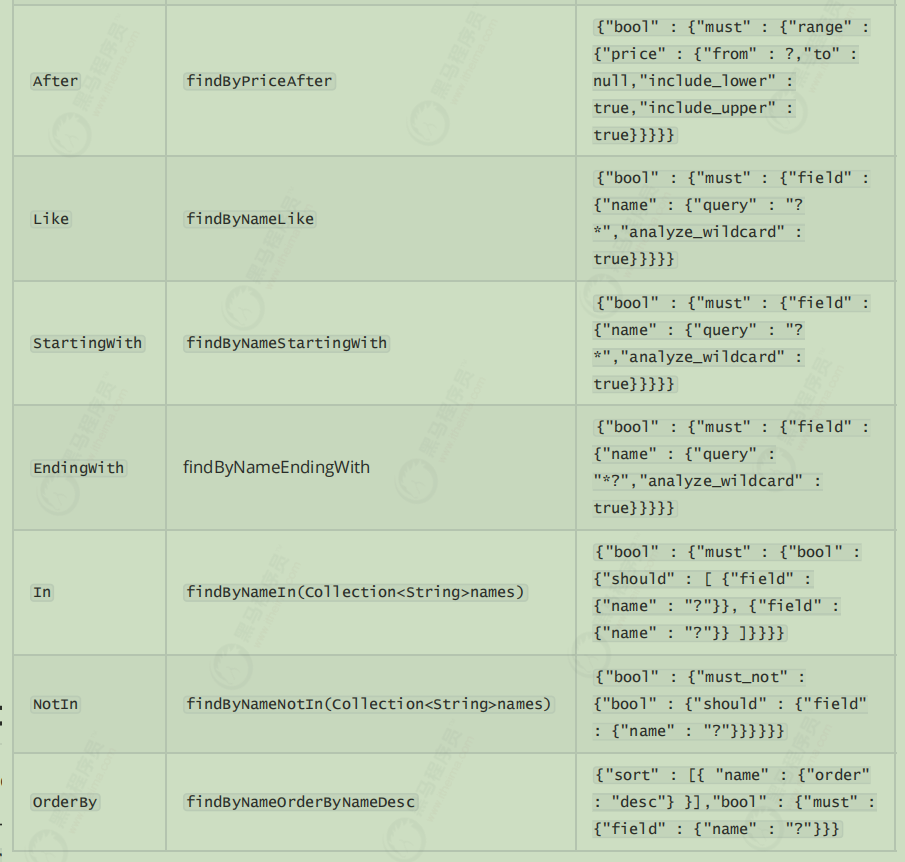 After
findByPriceAfter
{"bool" : {"must" : {"range" :
{"price" : {"from" : ?,"to" :
null,"include_lower" :
true,"include_upper" :
true}}}}}
Like
findByNameLike
{"bool" : {"must" : {"field" :
{"name" : {"query" : "?
*","analyze_wildcard" :
true}}}}}
StartingWith
findByNameStartingWith
{"bool" : {"must" : {"field" :
{"name" : {"query" : "?
*","analyze_wildcard" :
true}}}}}
EndingWith
findByNameEndingWith
{"bool" : {"must" : {"field" :
{"name" : {"query" :
"*?","analyze_wildcard" :
true}}}}}
In
findByNameIn(Collection<String>names)
{"bool" : {"must" : {"bool" :
{"should" : [ {"field" :
{"name" : "?"}}, {"field" :
{"name" : "?"}} ]}}}}
NotIn
findByNameNotIn(Collection<String>names)
{"bool" : {"must_not" :
{"bool" : {"should" : {"field"
: {"name" : "?"}}}}}}
OrderBy
findByNameOrderByNameDesc
{"sort" : [{ "name" : {"order"
: "desc"} }],"bool" : {"must" :
{"field" : {"name" : "?"}}}